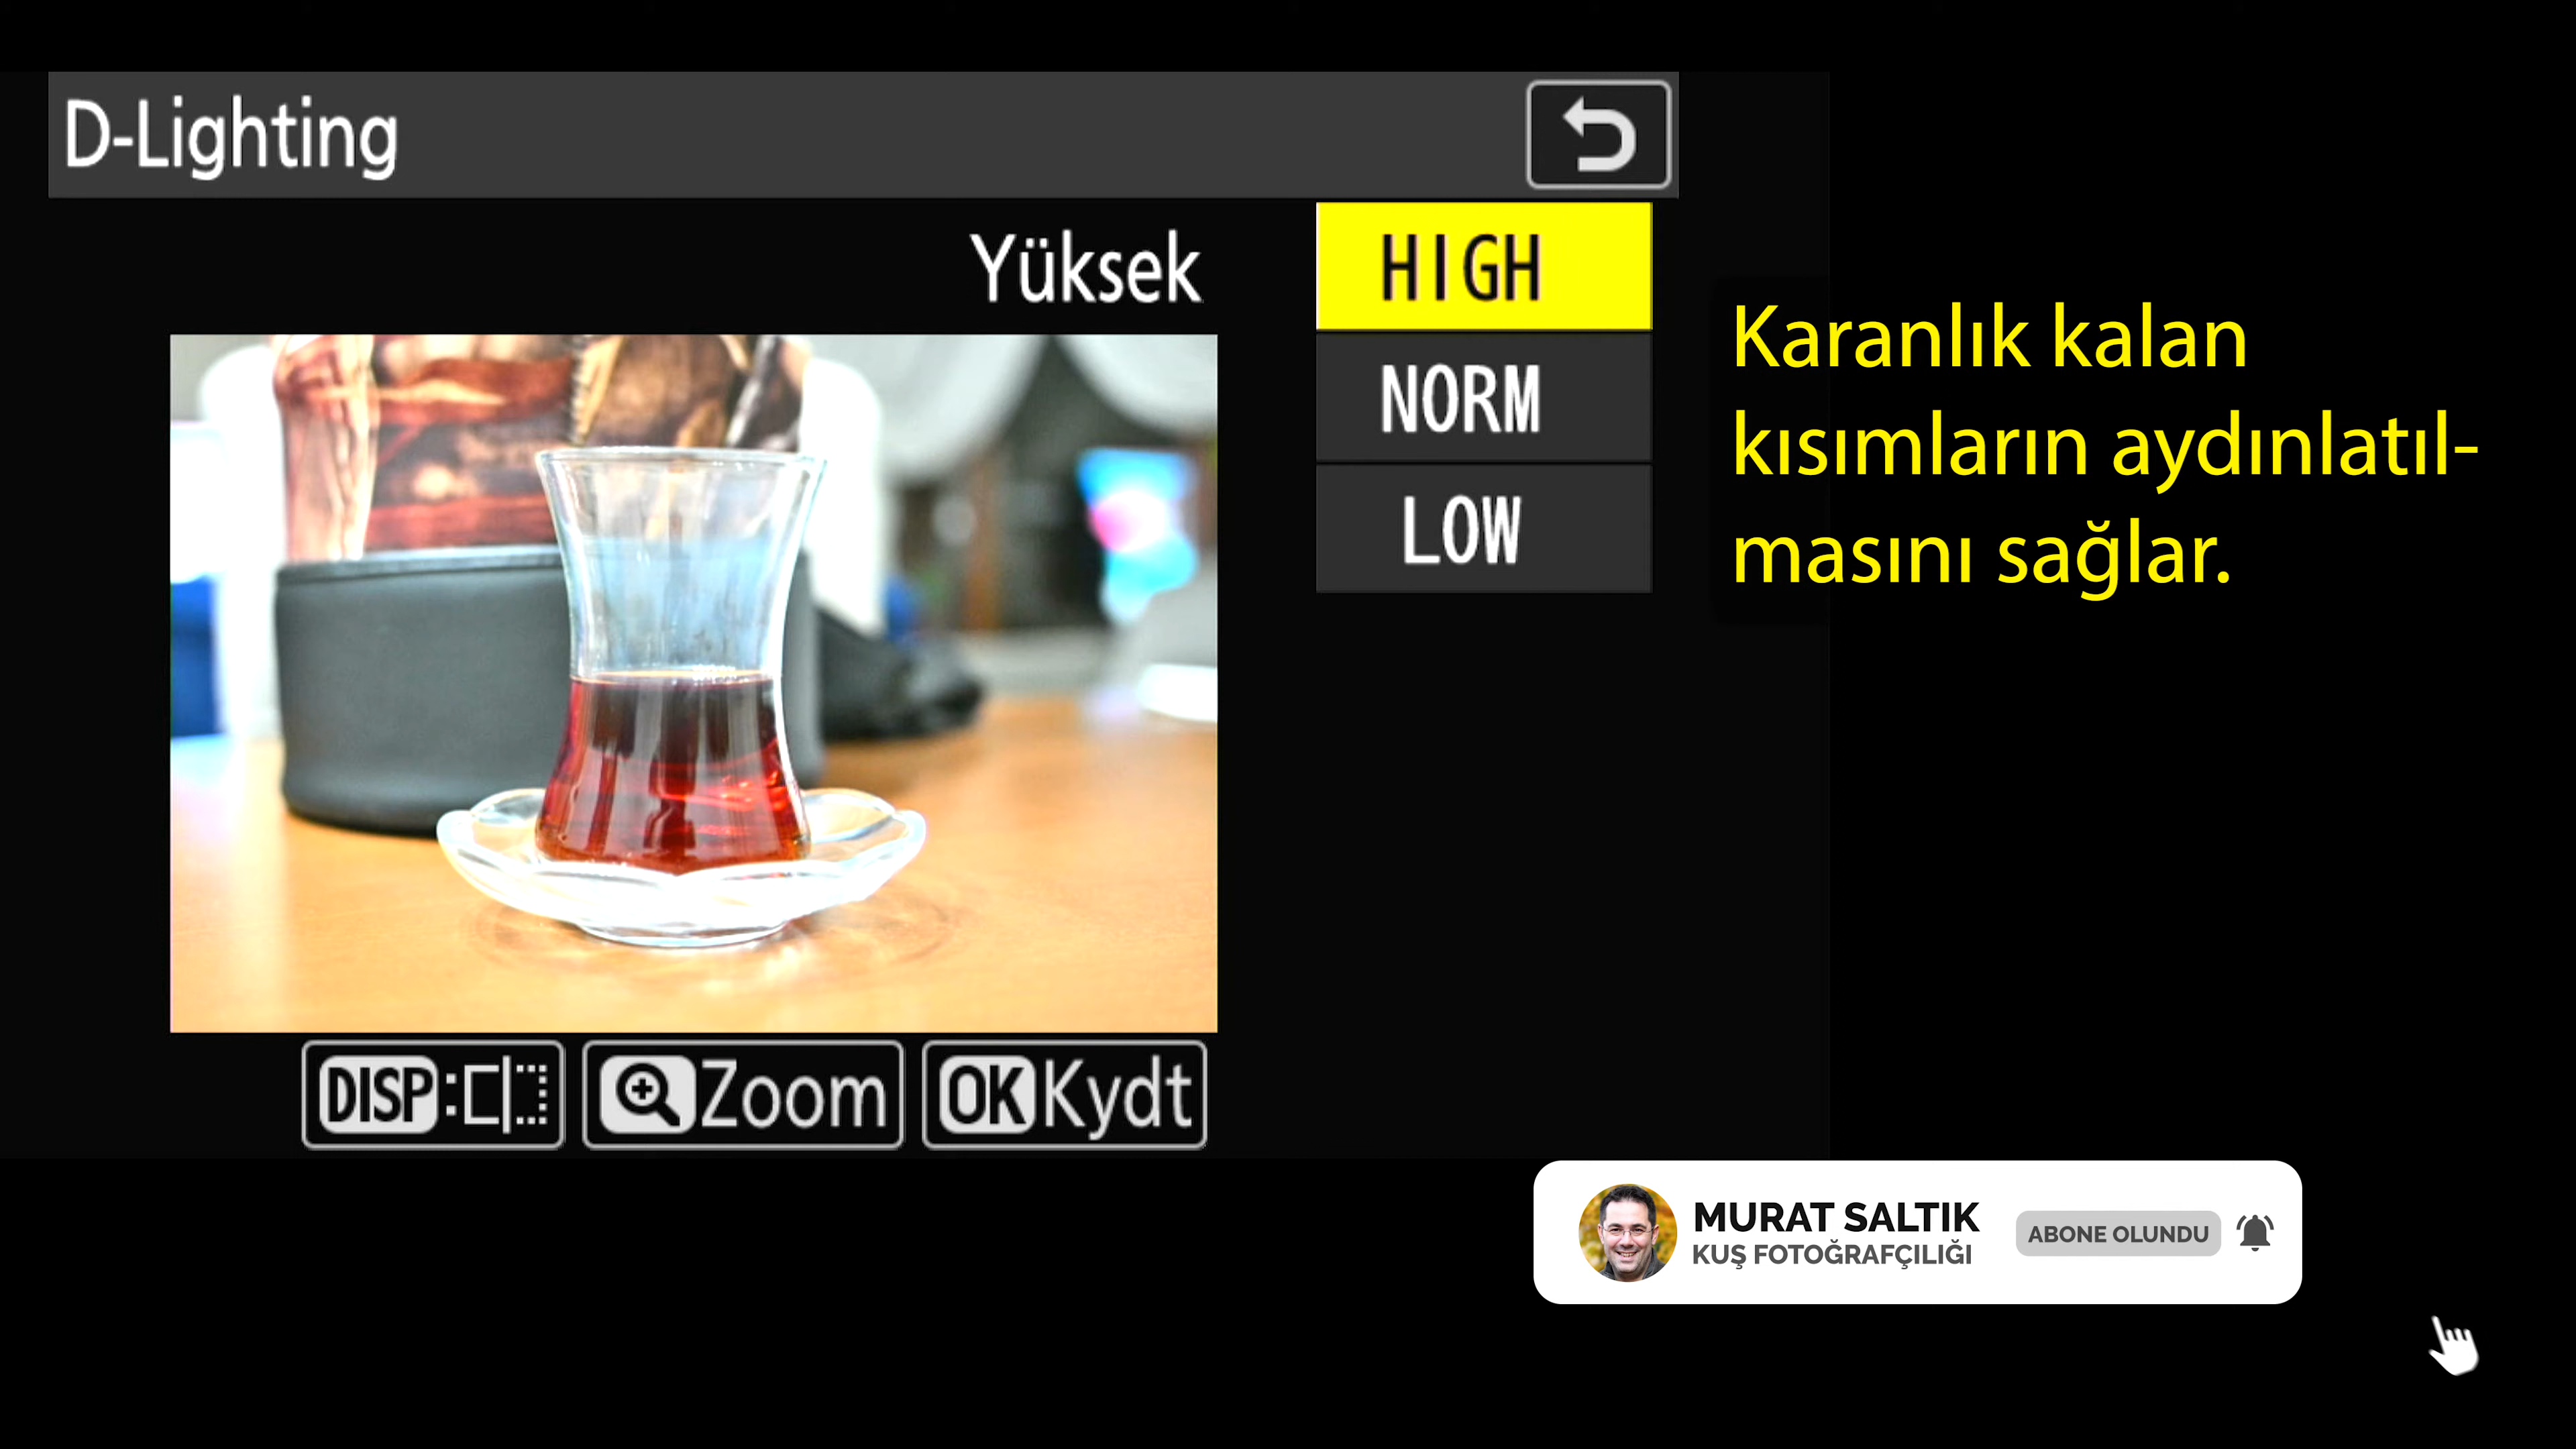 D-Lighting
Yüksek
HIGH
NORM
LOW
Karanlık kalan
kısımların aydınlatıl-
masını sağlar.
DISP:
Zoom
OK Kydt
MURAT SALTIK
KUŞ FOTOĞRAFÇILIĞI
ABONE OLUNDU